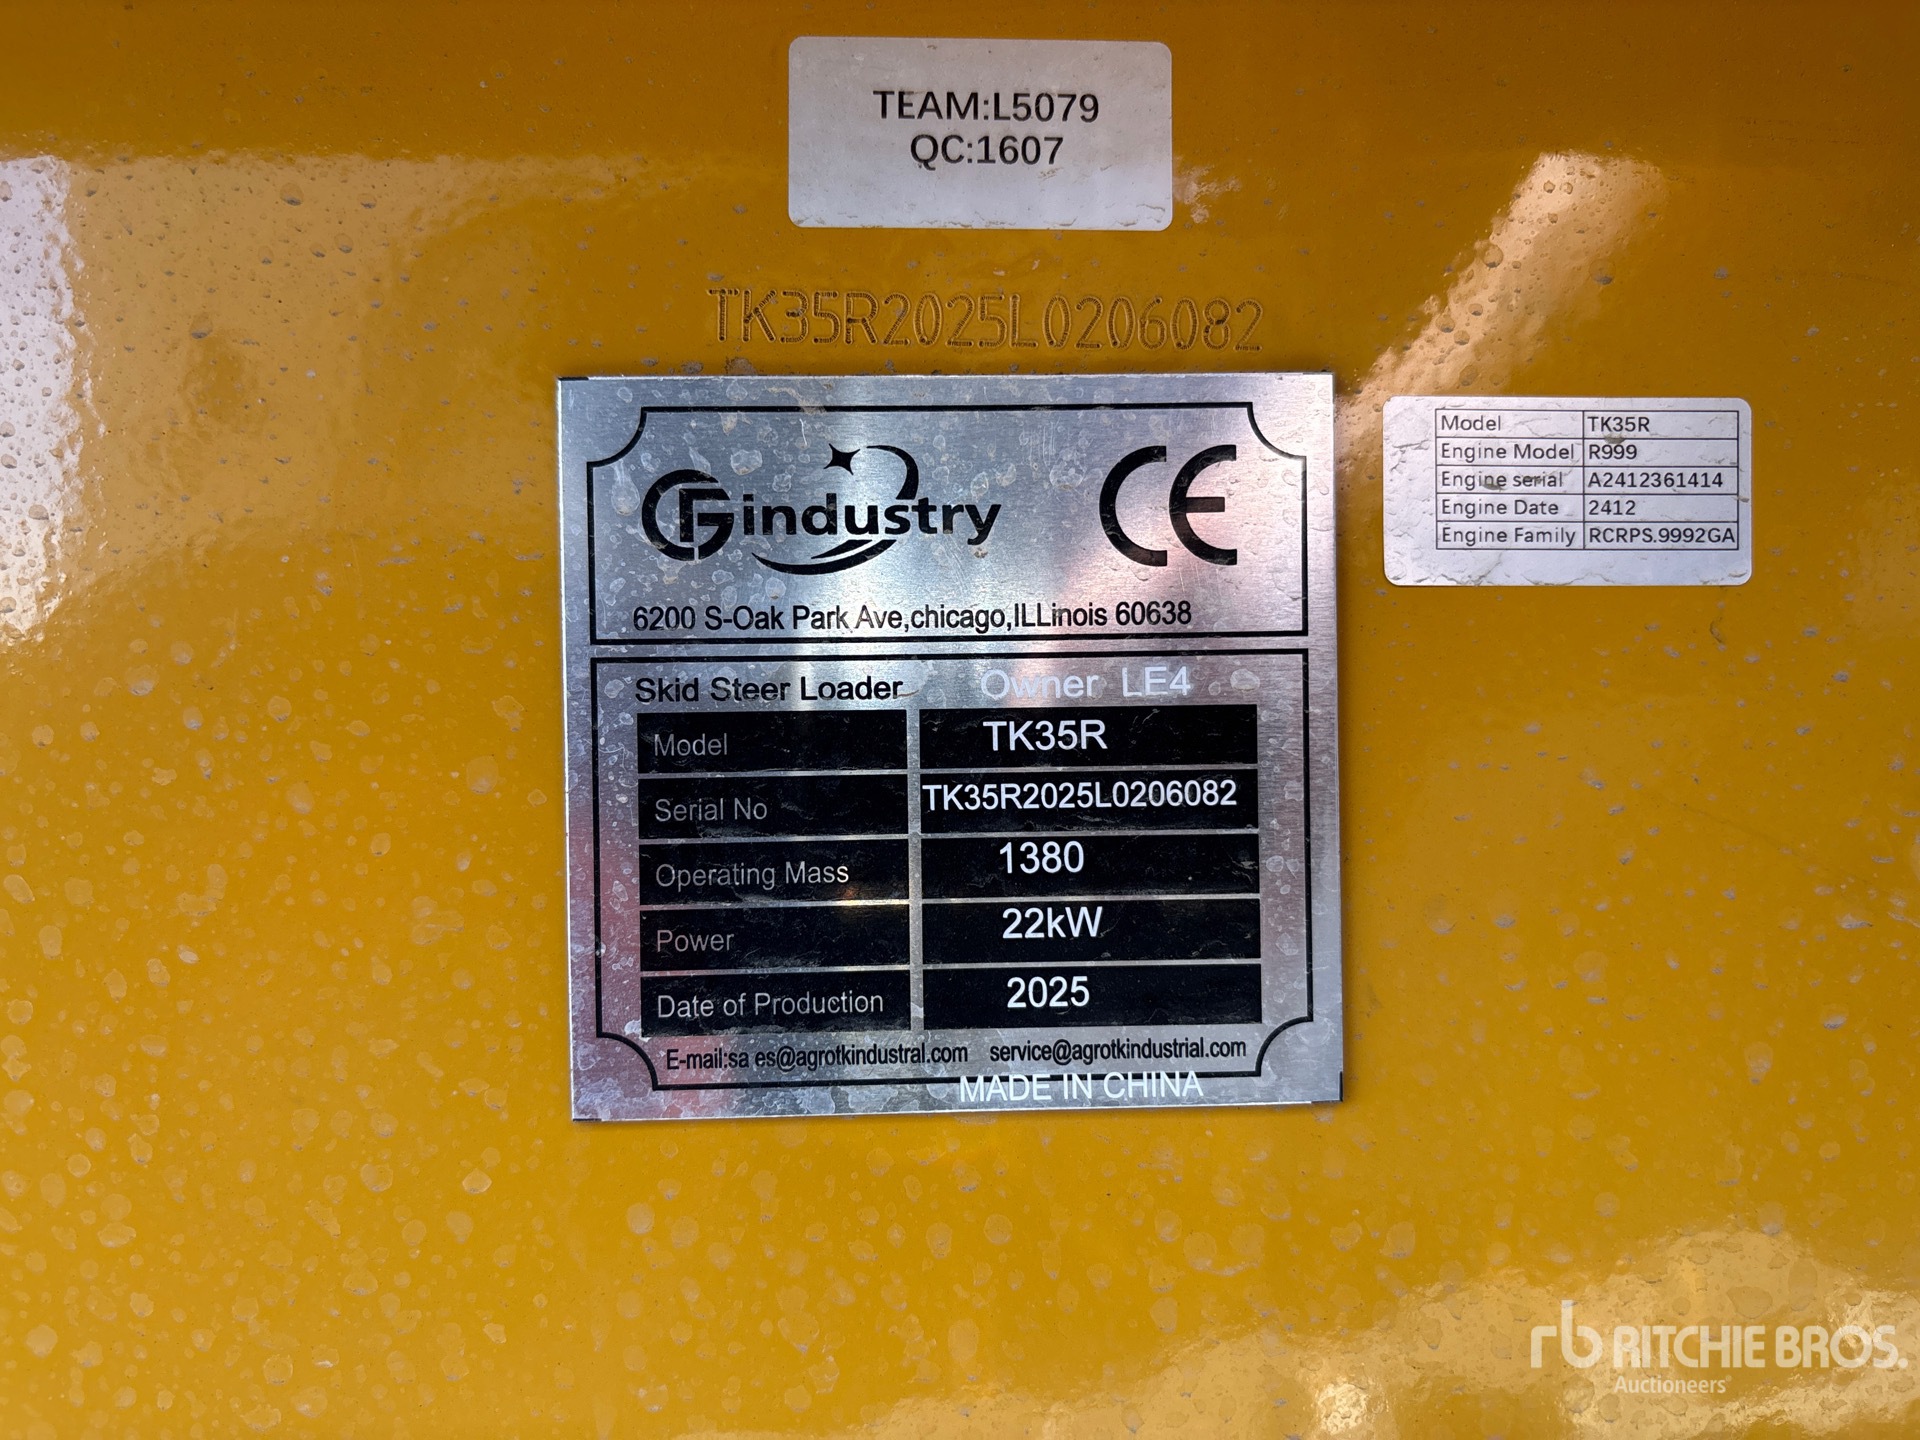 TEAM:L5079
QC:1607
TK35R2025L0206082
GFindustry CE
6200 S-Oak Park Ave,chicago,ILLinois 60638
Skid Steer Loader Owner LE4
Model TK35R
Serial No TK35R2025L0206082
Operating Mass 1380
Power 22kW
Date of Production 2025
E-mail:sa es@agrotkindustral.com service@agrotkindustrial.com
MADE IN CHINA
Model TK35R
Engine Model R999
Engine serial A2412361414
Engine Date 2412
Engine Family RCRPS.9992GA
rb RITCHIE BROS.
Auctioneers